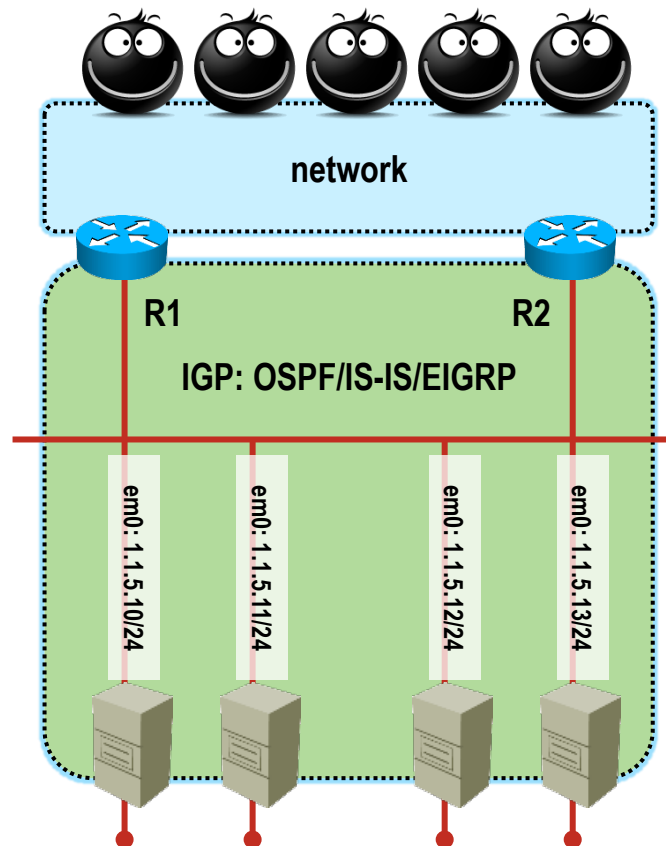 network
R1
R2
IGP: OSPF/IS-IS/EIGRP
em0: 1.1.5.10/24
em0: 1.1.5.11/24
em0: 1.1.5.12/24
em0: 1.1.5.13/24